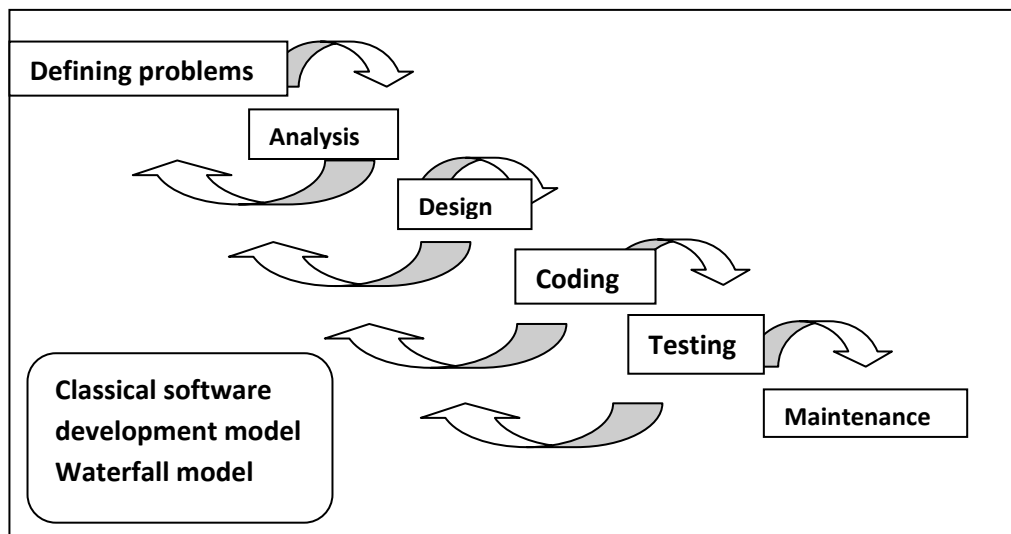 Defining problems
Analysis
Design
Coding
Testing
Maintenance
Classical software
development model
Waterfall model